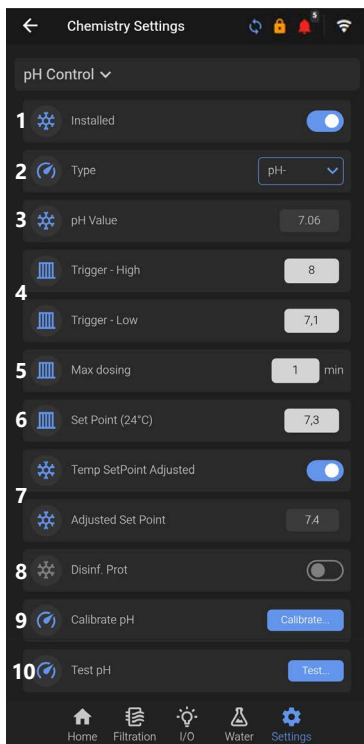 Chemistry Settings 5
pH Control
1 Installed
2 Type pH-
3 pH Value 7.06
Trigger - High 8
4
Trigger - Low 7,1
5 Max dosing 1 min
6 Set Point (24°C) 7,3
Temp SetPoint Adjusted
7
Adjusted Set Point 7.4
8 Disinf. Prot
9 Calibrate pH Calibrate...
10 Test pH Test...
Home Filtration I/O Water Settings